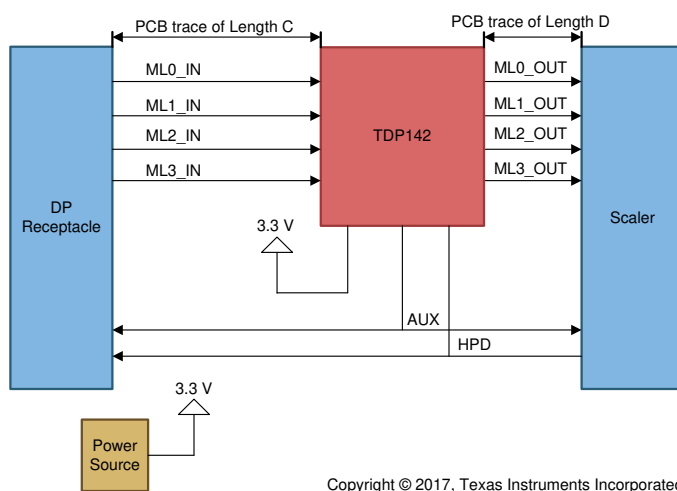 PCB trace of Length C
PCB trace of Length D
ML0_IN
ML1_IN
ML2_IN
ML3_IN
TDP142
ML0_OUT
ML1_OUT
ML2_OUT
ML3_OUT
DP
Receptacle
Scaler
3.3 V
AUX
HPD
3.3 V
Power
Source
Copyright © 2017, Texas Instruments Incorporated